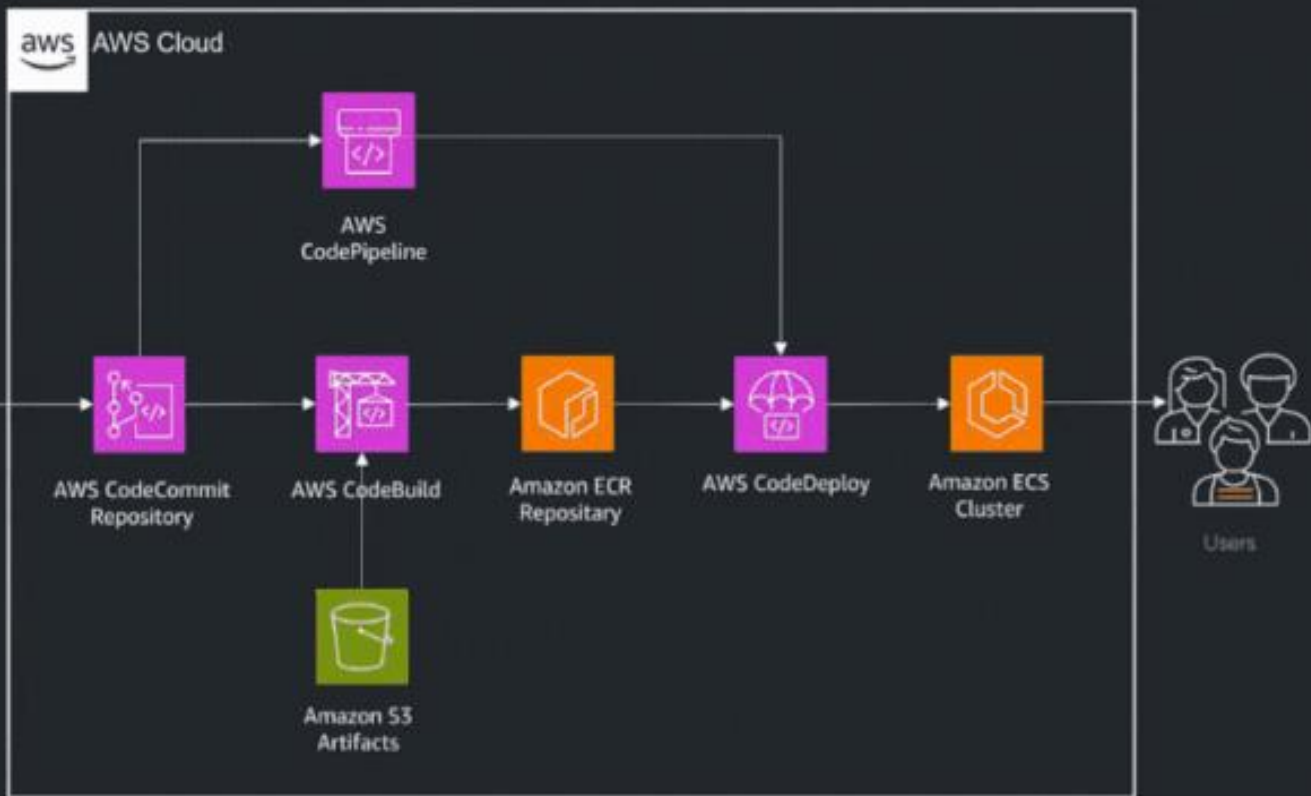 aws
AWS Cloud
</>
AWS
CodePipeline
</>
</>
</>
AWS CodeCommit
Repository
AWS CodeBuild
Amazon ECR
Repositary
AWS CodeDeploy
Amazon ECS
Cluster
Users
Amazon S3
Artifacts